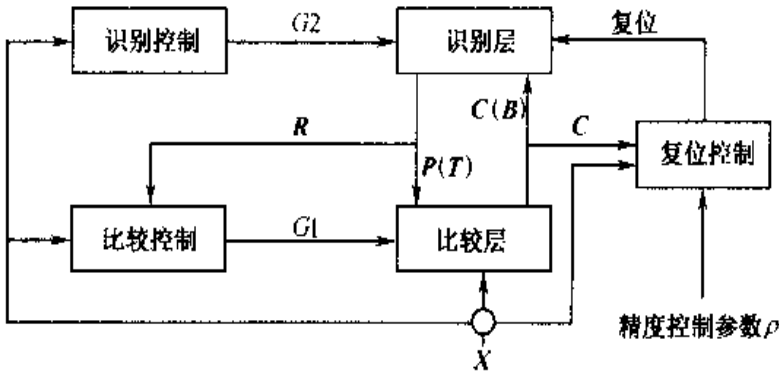 识别控制
G2
识别层
复位
R
C(B)
C
P(T)
复位控制
比较控制
G1
比较层
精度控制参数ρ
X